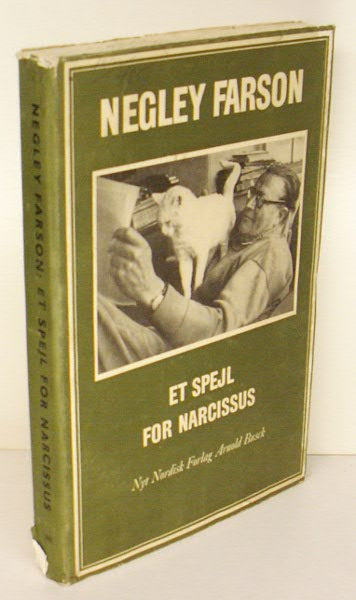 NEGLEY FARSON
ET SPEJL
FOR NARCISSUS
Nyt Nordisk Forlag Arnold Busck
NEGLEY FARSON: ET SPEJL FOR NARCISSUS